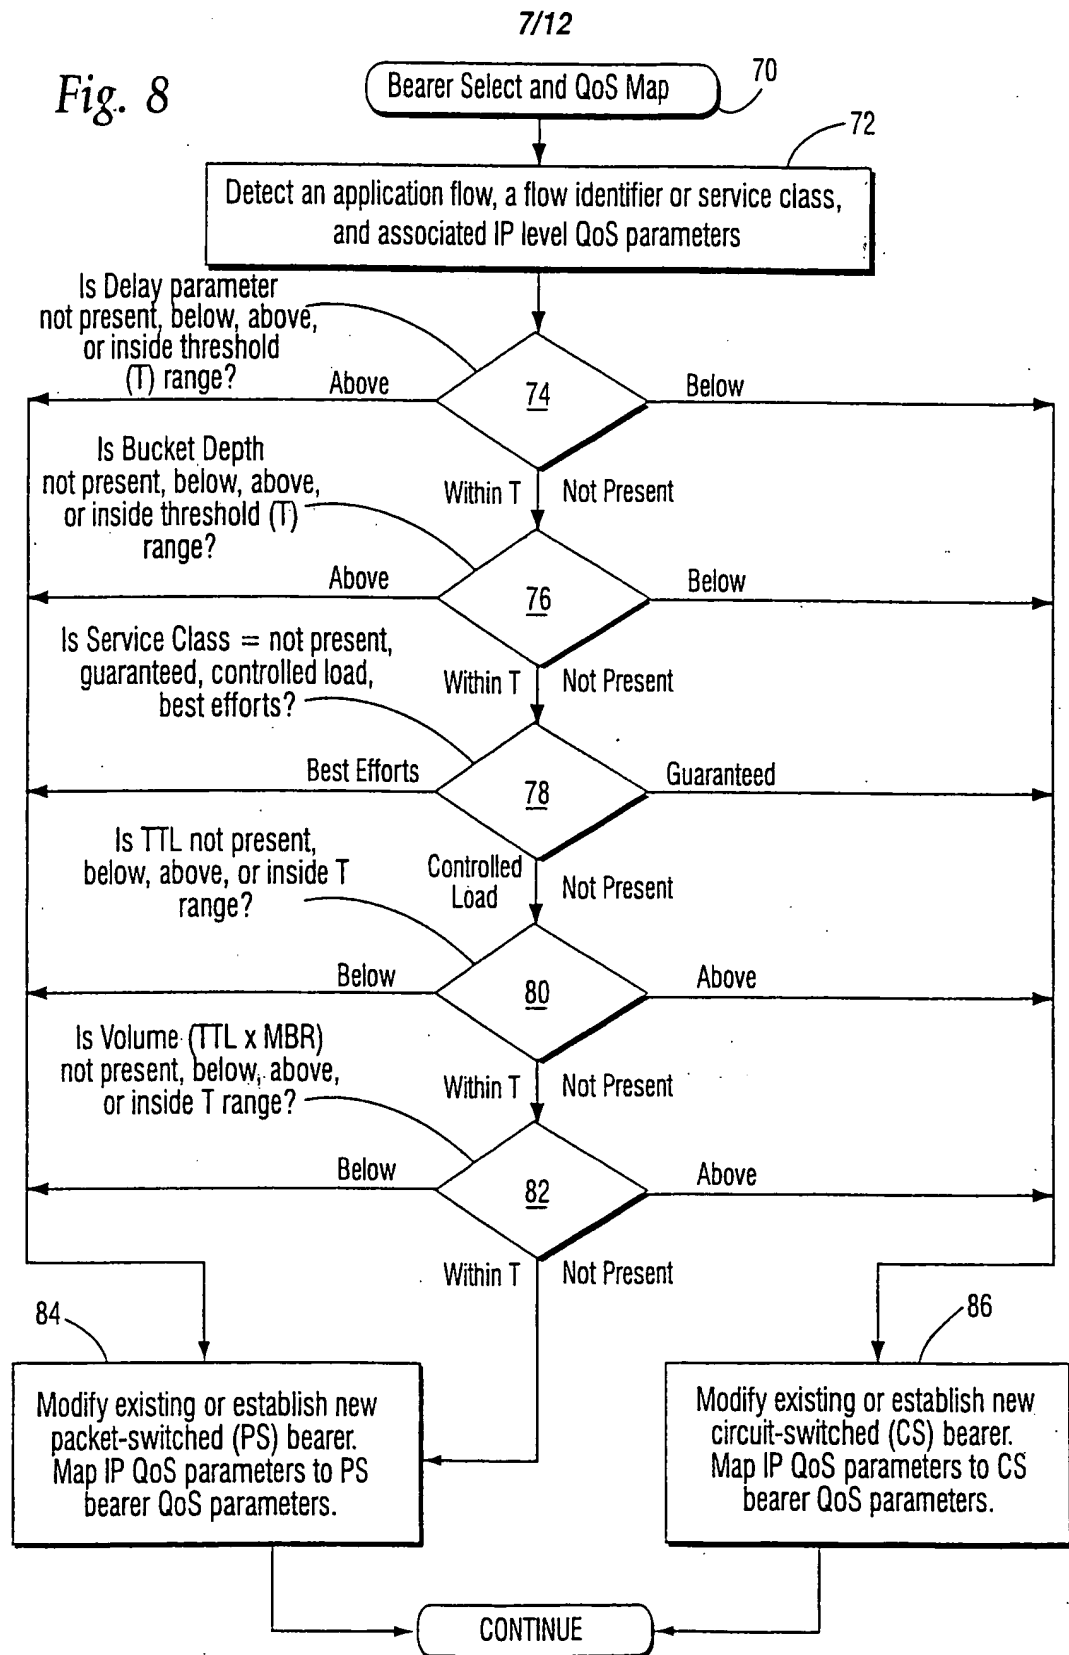 7/12
Fig. 8
Bearer Select and QoS Map
70
72
Detect an application flow, a flow identifier or service class,
and associated IP level QoS parameters
Is Delay parameter
not present, below, above,
or inside threshold
(T) range?
Above
74
Below
Within T
Not Present
Is Bucket Depth
not present, below, above,
or inside threshold (T)
range?
Above
76
Below
Within T
Not Present
Is Service Class = not present,
guaranteed, controlled load,
best efforts?
Best Efforts
78
Guaranteed
Controlled
Load
Not Present
Is TTL not present,
below, above, or inside T
range?
Below
80
Above
Within T
Not Present
Is Volume (TTL x MBR)
not present, below, above,
or inside T range?
Below
82
Above
Within T
Not Present
84
Modify existing or establish new
packet-switched (PS) bearer.
Map IP QoS parameters to PS
bearer QoS parameters.
86
Modify existing or establish new
circuit-switched (CS) bearer.
Map IP QoS parameters to CS
bearer QoS parameters.
CONTINUE